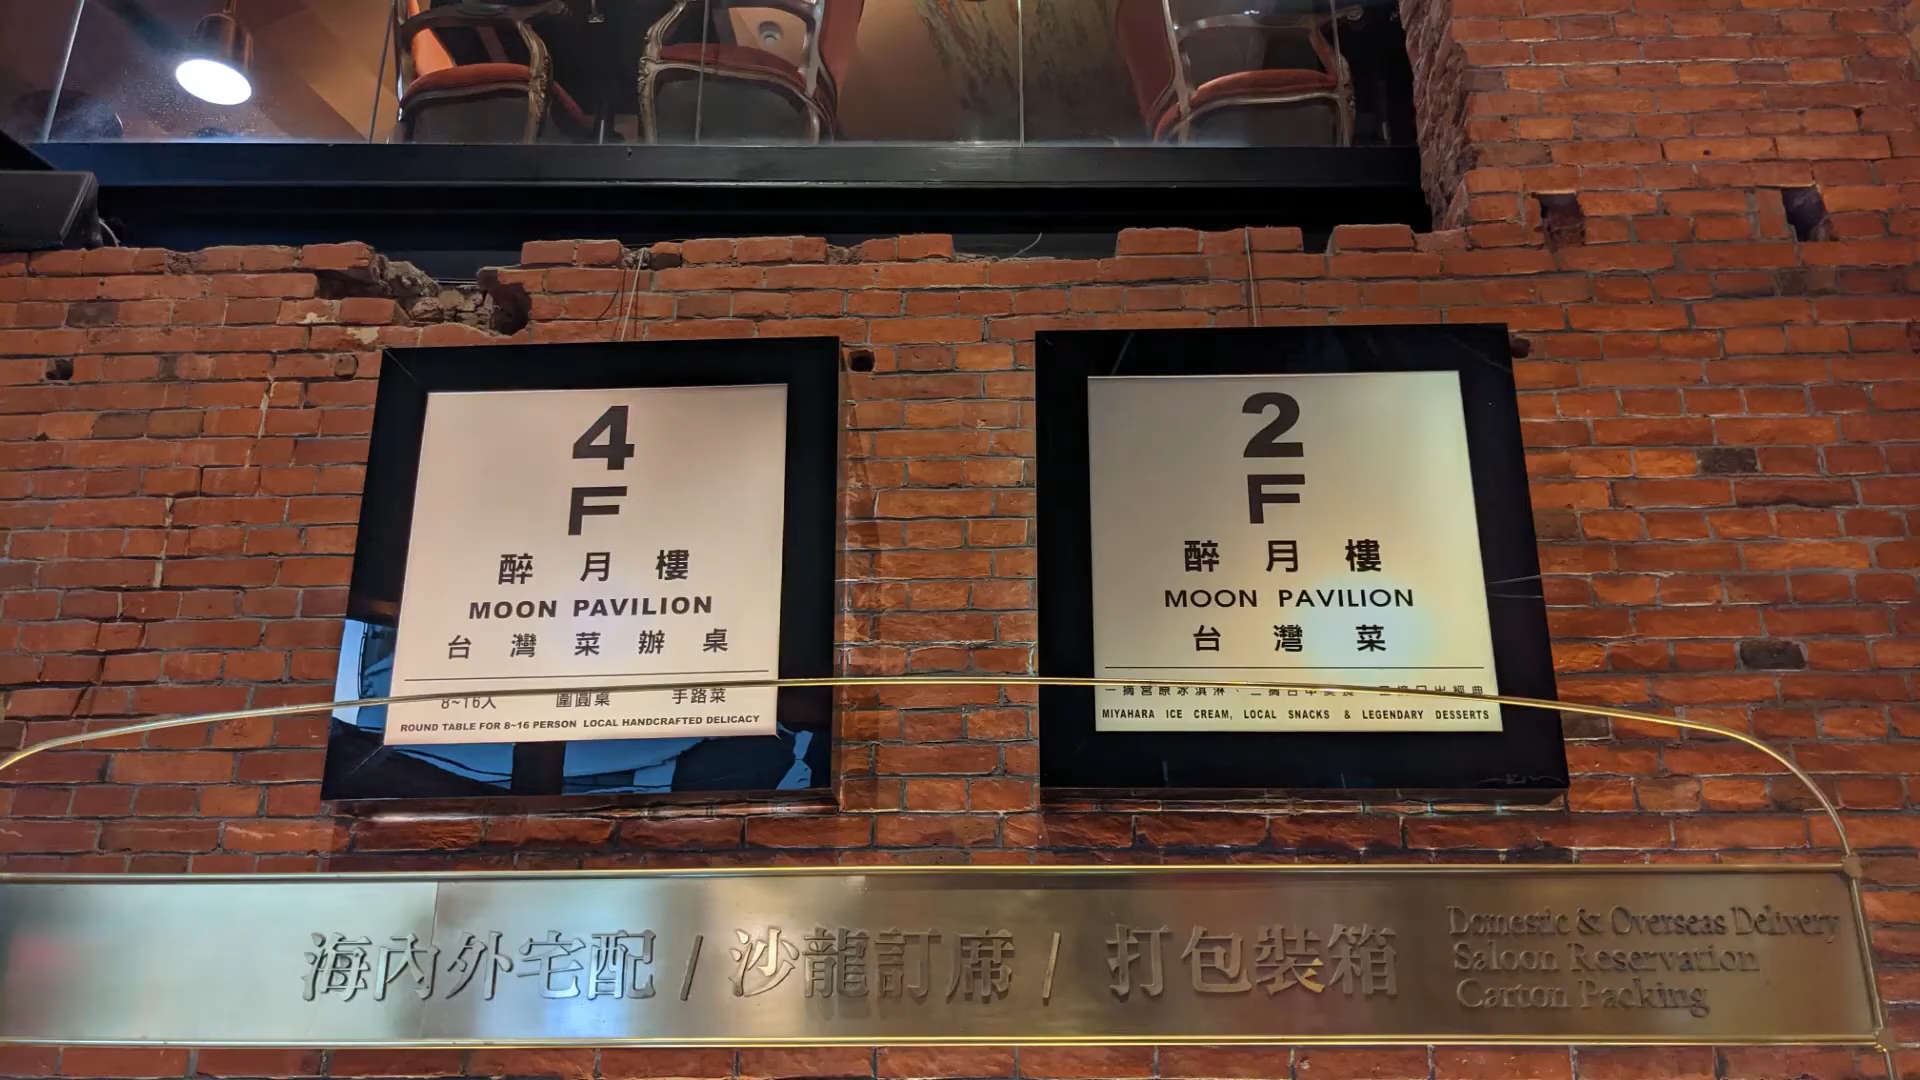 4
F
醉月樓
MOON PAVILION
台灣菜辦桌
8~16人 圍圓桌 手路菜
ROUND TABLE FOR 8~16 PERSON LOCAL HANDCRAFTED DELICACY
2
F
醉月樓
MOON PAVILION
台灣菜
MIYAHARA ICE CREAM, LOCAL SNACKS & LEGENDARY DESSERTS
海內外宅配 / 沙龍訂席 / 打包裝箱
Domestic & Overseas Delivery
Saloon Reservation
Carton Packing